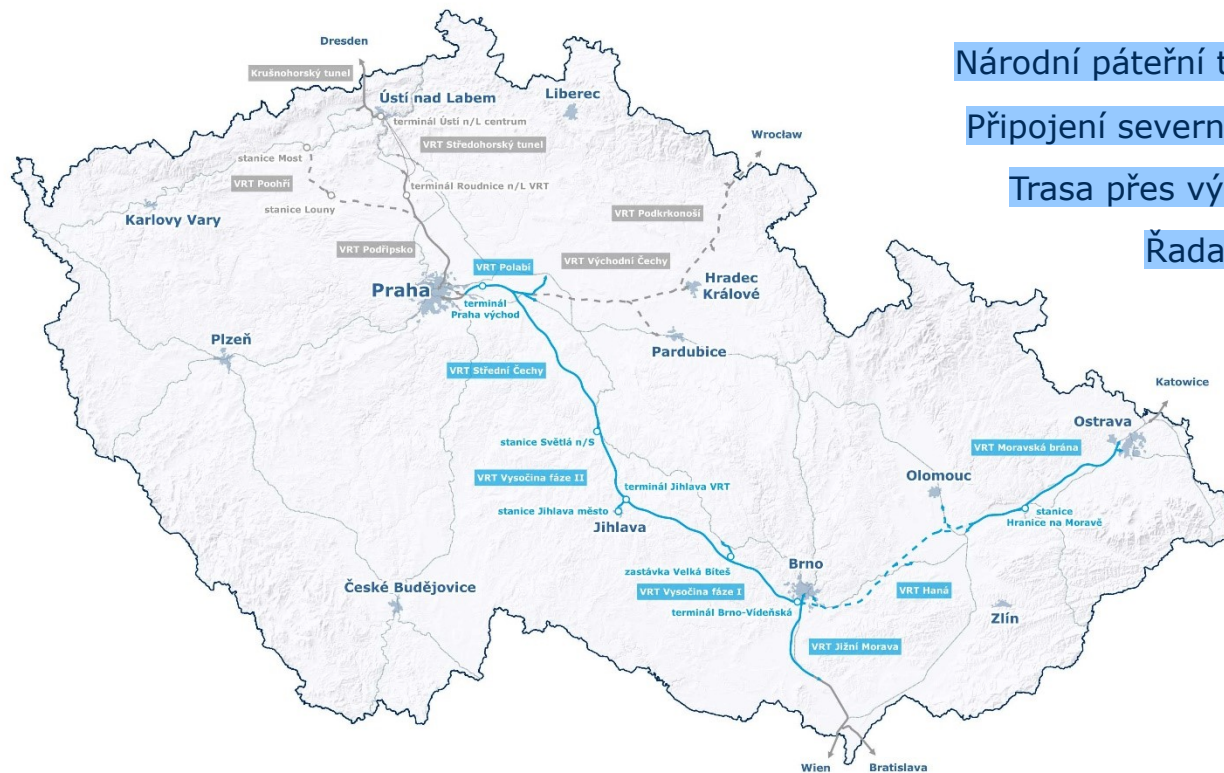 Národní páteřní t
Připojení severn
Trasa přes vý
Řada
Dresden
Krušnohorský tunel
Ústí nad Labem
Liberec
terminál Ústí n/L centrum
Wrocław
VRT Středohorský tunel
stanice Most
VRT Poohří
terminál Roudnice n/L VRT
stanice Louny
Karlovy Vary
VRT Podkrkonoší
VRT Podřipsko
VRT Polabí
VRT Východní Čechy
Hradec
Králové
Praha
terminál
Praha východ
Plzeň
Pardubice
VRT Střední Čechy
Katowice
Ostrava
stanice Světlá n/S
VRT Moravská brána
VRT Vysočina fáze II
Olomouc
terminál Jihlava VRT
stanice Jihlava město
stanice
Hranice na Moravě
Jihlava
Brno
zastávka Velká Bíteš
České Budějovice
VRT Vysočina fáze I
VRT Haná
terminál Brno-Vídeňská
Zlín
VRT Jižní Morava
Wien
Bratislava